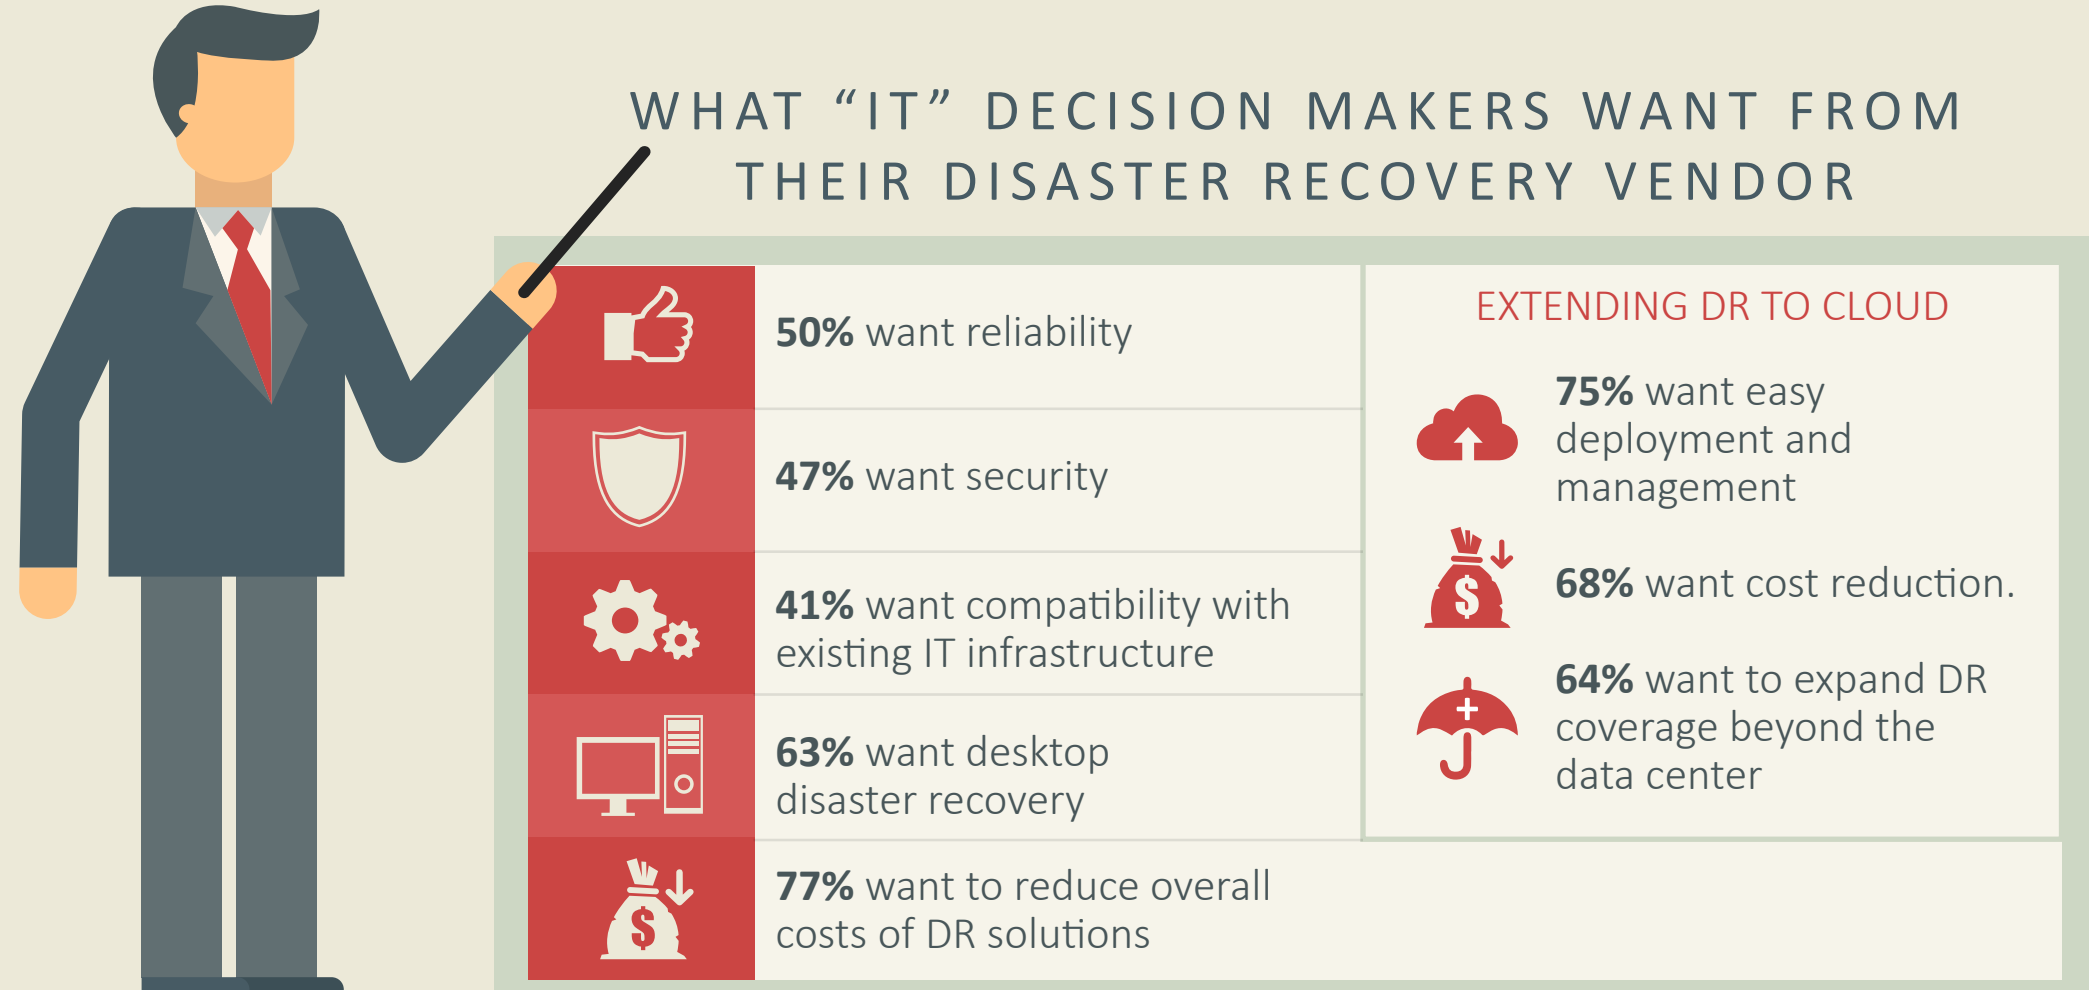 WHAT “IT” DECISION MAKERS WANT FROM
THEIR DISASTER RECOVERY VENDOR
50% want reliability
47% want security
41% want compatibility with
existing IT infrastructure
63% want desktop
disaster recovery
77% want to reduce overall
costs of DR solutions
$
EXTENDING DR TO CLOUD
75% want easy
deployment and
management
$
68% want cost reduction.
64% want to expand DR
coverage beyond the
data center